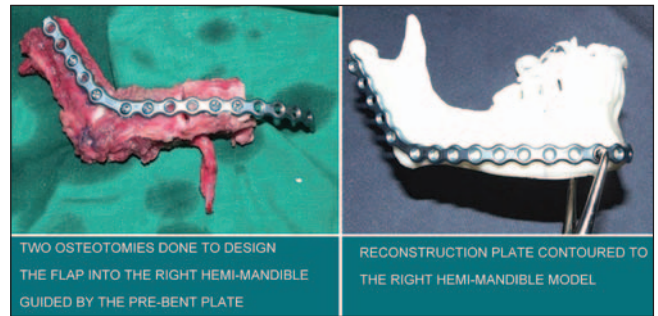 TWO OSTEOTOMIES DONE TO DESIGN
THE FLAP INTO THE RIGHT HEMI-MANDIBLE
GUIDED BY THE PRE-BENT PLATE
RECONSTRUCTION PLATE CONTOURED TO
THE RIGHT HEMI-MANDIBLE MODEL